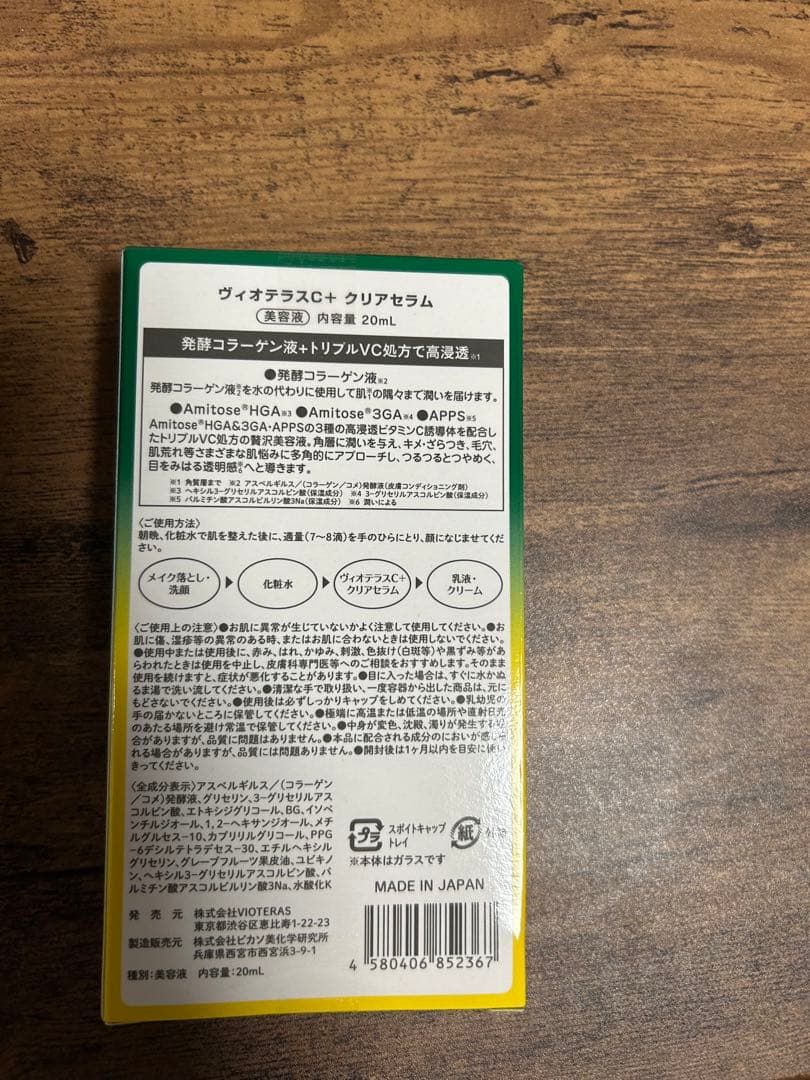 ヴィオテラスC+ クリアセラム
美容液 内容量 20mL
発酵コラーゲン液+トリプルVC処方で高浸透※1
●発酵コラーゲン液※2
発酵コラーゲン液※2を水の代わりに使用して肌※1の隅々まで潤いを届けます。
●Amitose®HGA※3 ●Amitose®3GA※4 ●APPS※5
Amitose®HGA&3GA・APPSの3種の高浸透ビタミンC誘導体を配合し
たトリプルVC処方の贅沢美容液。角層に潤いを与え、キメ・ざらつき、毛穴、
肌荒れ等さまざまな肌悩みに多角的にアプローチし、つるつるとつやめく、
目をみはる透明感※6へと導きます。
※1 角質層まで ※2 アスペルギルス/(コラーゲン/コメ)発酵液(皮膚コンディショニング剤)
※3 ヘキシル3-グリセリルアスコルビン酸(保湿成分) ※4 3-グリセリルアスコルビン酸(保湿成分)
※5 パルミチン酸アスコルビルリン酸3Na(保湿成分) ※6 潤いによる
〈ご使用方法〉
朝晩、化粧水で肌を整えた後に、適量(7〜8滴)を手のひらにとり、顔になじませてくだ
さい。
メイク落とし・洗顔 ▶ 化粧水 ▶ ヴィオテラスC+クリアセラム ▶ 乳液・クリーム
〈ご使用上の注意〉●お肌に異常が生じていないかよく注意して使用してください。●お
肌に傷、湿疹等の異常のある時、またはお肌に合わないときは使用しないでください。
●使用中または使用後に、赤み、はれ、かゆみ、刺激、色抜け(白斑等)や黒ずみ等があ
らわれたときは使用を中止し、皮膚科専門医等へのご相談をおすすめします。そのまま
使用を続けますと、症状が悪化することがあります。●目に入った場合は、すぐに水かぬ
るま湯で洗い流してください。●清潔な手で取り扱い、一度容器から出した商品は、元に
もどさないでください。●使用後は必ずしっかりキャップをしめてください。●乳幼児の
手の届かないところに保管してください。●極端に高温または低温の場所や直射日光
のあたる場所を避け常温で保管してください。●中身が変色、沈殿、濁りが発生する場
合がありますが、品質に問題はありません。●本品に配合される成分のにおいが感じら
れる場合がありますが、品質には問題ありません。●開封後は1ヶ月以内を目安に使い
きってください。
〈全成分表示〉アスペルギルス/(コラーゲン
/コメ)発酵液、グリセリン、3-グリセリルアス
コルビン酸、エトキシジグリコール、BG、イソペ
ンチルジオール、1,2-ヘキサンジオール、メチ
ルグルセス-10、カプリリルグリコール、PPG
-6デシルテトラデセス-30、エチルヘキシル
グリセリン、グレープフルーツ果皮油、ユビキノ
ン、ヘキシル3-グリセリルアスコルビン酸、パ
ルミチン酸アスコルビルリン酸3Na、水酸化K
プラ スポイトキャップ
トレイ
紙 外箱
※本体はガラスです
MADE IN JAPAN
発売元 株式会社VIOTERAS
東京都渋谷区恵比寿1-22-23
製造販売元 株式会社ピカソ美化学研究所
兵庫県西宮市西宮浜3-9-1
種別:美容液 内容量:20mL
4 580406 852367